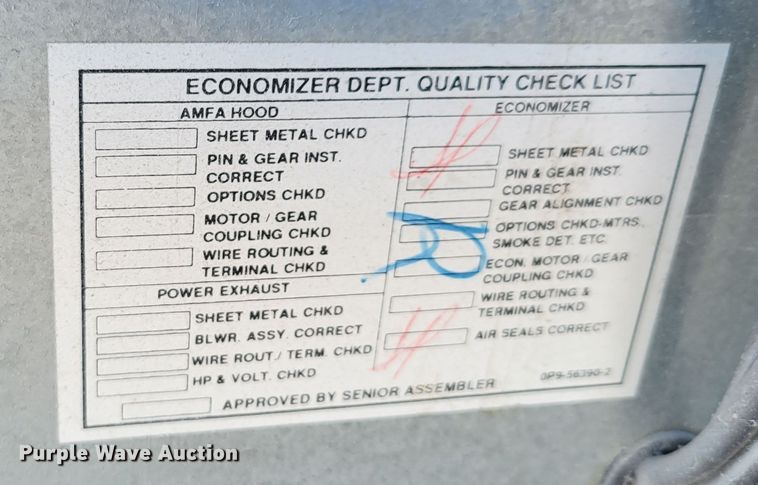 ECONOMIZER DEPT. QUALITY CHECK LIST
AMFA HOOD
SHEET METAL CHKD
PIN & GEAR INST.
CORRECT
OPTIONS CHKD
MOTOR / GEAR
COUPLING CHKD
WIRE ROUTING &
TERMINAL CHKD
POWER EXHAUST
SHEET METAL CHKD
BLWR. ASSY. CORRECT
WIRE ROUT./ TERM. CHKD
HP & VOLT. CHKD
ECONOMIZER
SHEET METAL CHKD
PIN & GEAR INST.
CORRECT
GEAR ALIGNMENT CHKD
OPTIONS CHKD-MTRS.,
SMOKE DET. ETC.
ECON. MOTOR / GEAR
COUPLING CHKD
WIRE ROUTING &
TERMINAL CHKD
AIR SEALS CORRECT
APPROVED BY SENIOR ASSEMBLER
0P9-56390-2
Purple Wave Auction